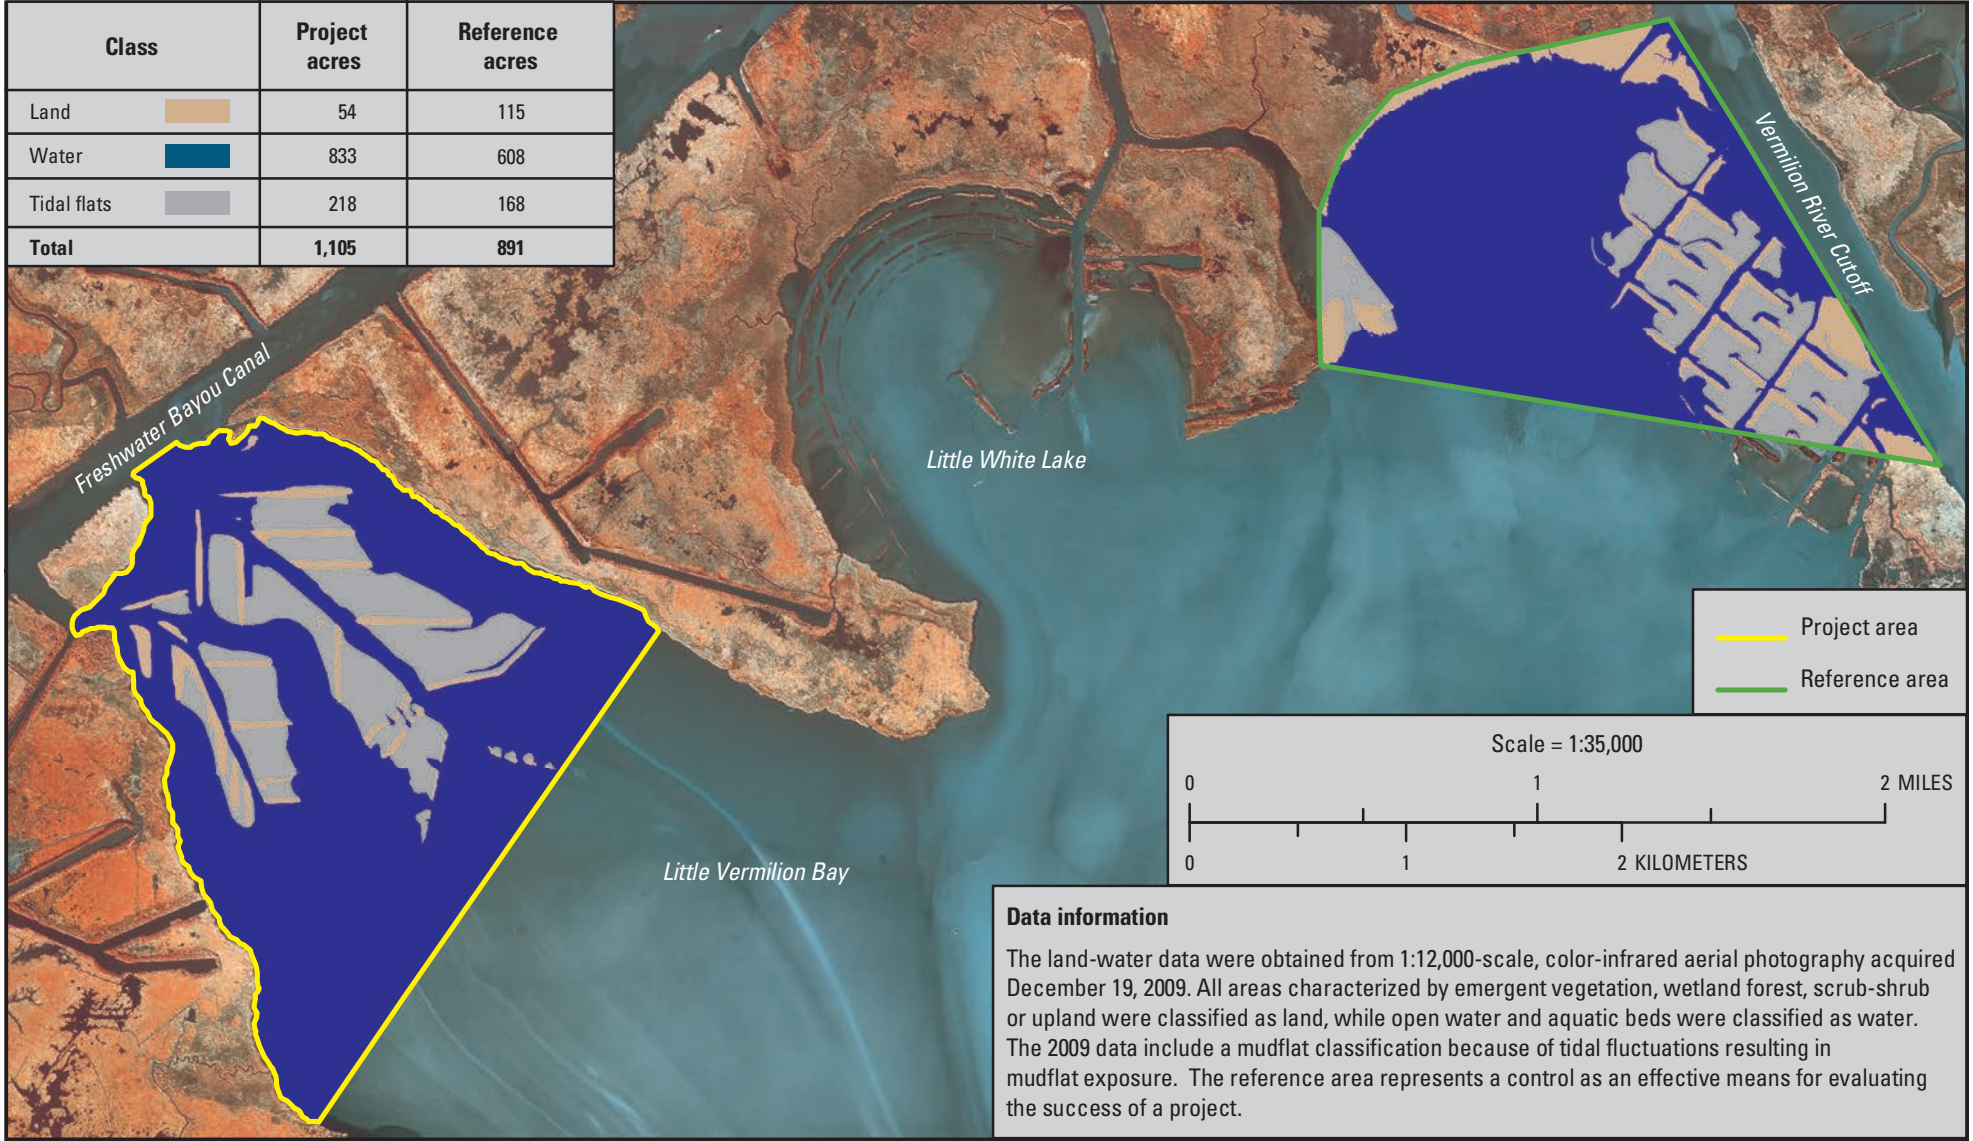 Class Project acres Reference acres
Land 54 115
Water 833 608
Tidal flats 218 168
Total 1,105 891
Vermilion River Cutoff
Freshwater Bayou Canal
Little White Lake
Little Vermilion Bay
Project area
Reference area
Scale = 1:35,000
0 1 2 MILES
0 1 2 KILOMETERS
Data information
The land-water data were obtained from 1:12,000-scale, color-infrared aerial photography acquired
December 19, 2009. All areas characterized by emergent vegetation, wetland forest, scrub-shrub
or upland were classified as land, while open water and aquatic beds were classified as water.
The 2009 data include a mudflat classification because of tidal fluctuations resulting in
mudflat exposure.  The reference area represents a control as an effective means for evaluating
the success of a project.